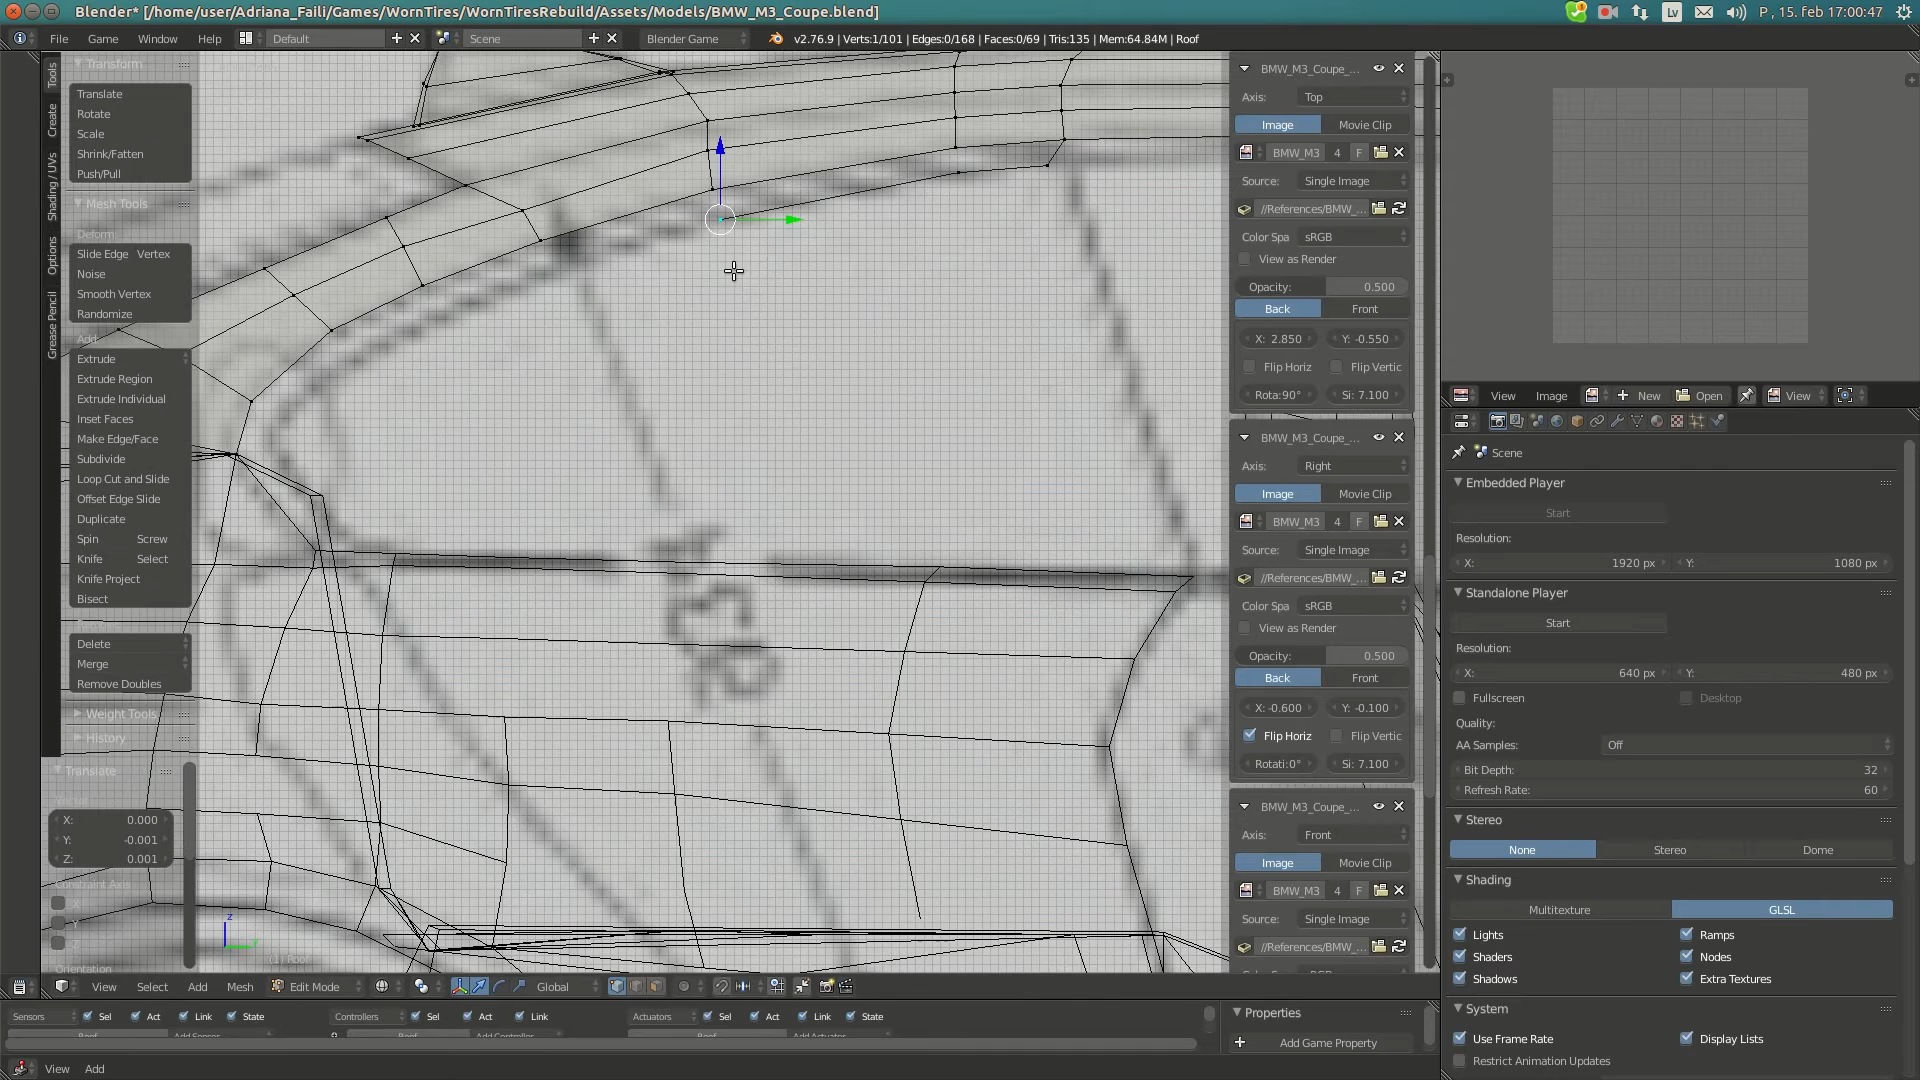 Blender* [/home/user/Adriana_Faili/Games/WornTires/WornTiresRebuild/Assets/Models/BMW_M3_Coupe.blend]
Lv
P , 15. feb 17:00:47
File Game Window Help
Default
Scene
Blender Game
v2.76.9 | Verts:1/101 | Edges:0/168 | Faces:0/69 | Tris:135 | Mem:64.84M | Roof
Tools
Create
Shading / UVs
Options
Grease Pencil
Transform
Translate
Rotate
Scale
Shrink/Fatten
Push/Pull
Mesh Tools
Deform:
Slide Edge Vertex
Noise
Smooth Vertex
Randomize
Add:
Extrude
Extrude Region
Extrude Individual
Inset Faces
Make Edge/Face
Subdivide
Loop Cut and Slide
Offset Edge Slide
Duplicate
Spin Screw
Knife Select
Knife Project
Bisect
Delete
Merge
Remove Doubles
Weight Tools
History
Translate
X: 0.000
Y: -0.001
Z: 0.001
Constraint Axis
X
Y
Z
Orientation
z
y
(1) Roof
BMW_M3_Coupe_...
Axis: Top
Image Movie Clip
BMW_M3 4 F
Source: Single Image
//References/BMW_...
Color Spa sRGB
View as Render
Opacity: 0.500
Back Front
X: 2.850 Y: -0.550
Flip Horiz Flip Vertic
Rota:90° Si: 7.100
BMW_M3_Coupe_...
Axis: Right
Image Movie Clip
BMW_M3 4 F
Source: Single Image
//References/BMW_...
Color Spa sRGB
View as Render
Opacity: 0.500
Back Front
X: -0.600 Y: -0.100
Flip Horiz Flip Vertic
Rotati:0° Si: 7.100
BMW_M3_Coupe_...
Axis: Front
Image Movie Clip
BMW_M3 4 F
Source: Single Image
//References/BMW_...
View Image New Open View
Scene
Embedded Player
Start
Resolution:
X: 1920 px Y: 1080 px
Standalone Player
Start
Resolution:
X: 640 px Y: 480 px
Fullscreen Desktop
Quality:
AA Samples: Off
Bit Depth: 32
Refresh Rate: 60
Stereo
None Stereo Dome
Shading
Multitexture GLSL
Lights Ramps
Shaders Nodes
Shadows Extra Textures
System
Use Frame Rate Display Lists
Restrict Animation Updates
View Select Add Mesh Edit Mode Global
Sensors Sel Act Link State
Controllers Sel Act Link
Actuators Sel Act Link State
Properties
Add Game Property
View Add